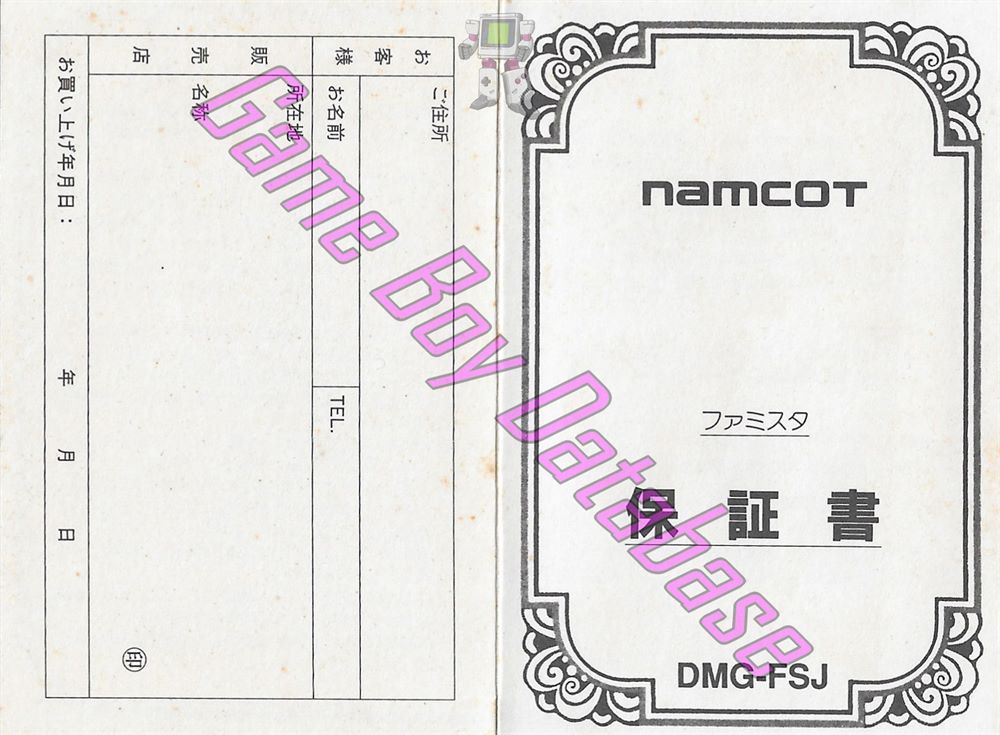 namcoT
ファミスタ
保証書
DMG-FSJ
お客様
ご住所
お名前
TEL.
販売店
所在地
名称
印
お買い上げ年月日： 年 月 日
Game Boy Database